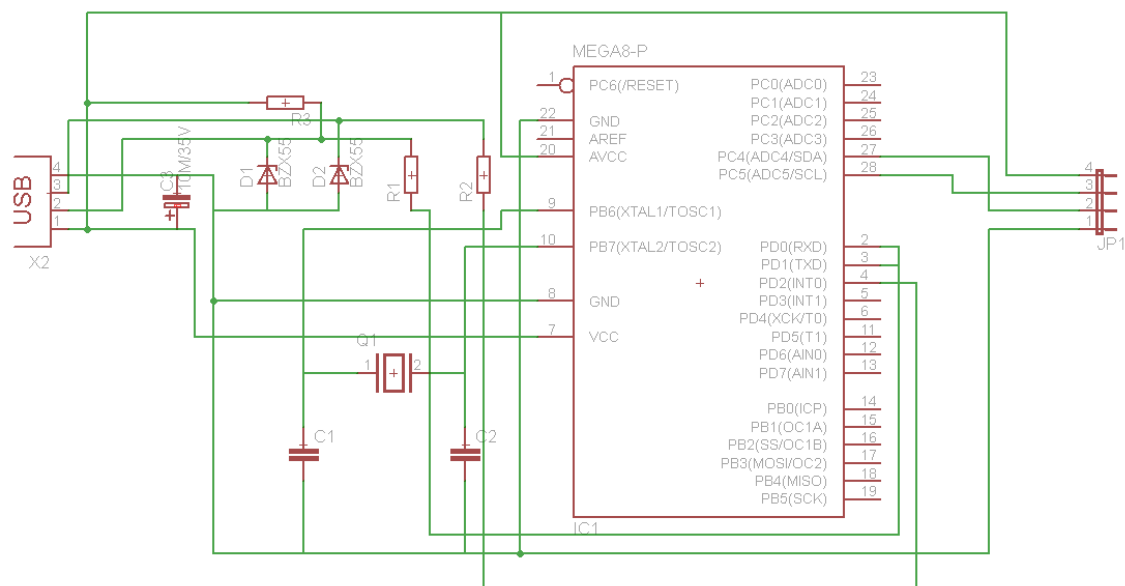 MEGA8-P
1 PC6(/RESET)
22 GND
21 AREF
20 AVCC
9 PB6(XTAL1/TOSC1)
10 PB7(XTAL2/TOSC2)
8 GND
7 VCC
PC0(ADC0) 23
PC1(ADC1) 24
PC2(ADC2) 25
PC3(ADC3) 26
PC4(ADC4/SDA) 27
PC5(ADC5/SCL) 28
PD0(RXD) 2
PD1(TXD) 3
PD2(INT0) 4
PD3(INT1) 5
PD4(XCK/T0) 6
PD5(T1) 11
PD6(AIN0) 12
PD7(AIN1) 13
PB0(ICP) 14
PB1(OC1A) 15
PB2(SS/OC1B) 16
PB3(MOSI/OC2) 17
PB4(MISO) 18
PB5(SCK) 19
IC1
USB
4
3
2
1
X2
C3
10M/35V
+
R3
D1
BZX55
D2
BZX55
R1
R2
Q1
1 2
C1
C2
4
3
2
1
JP1